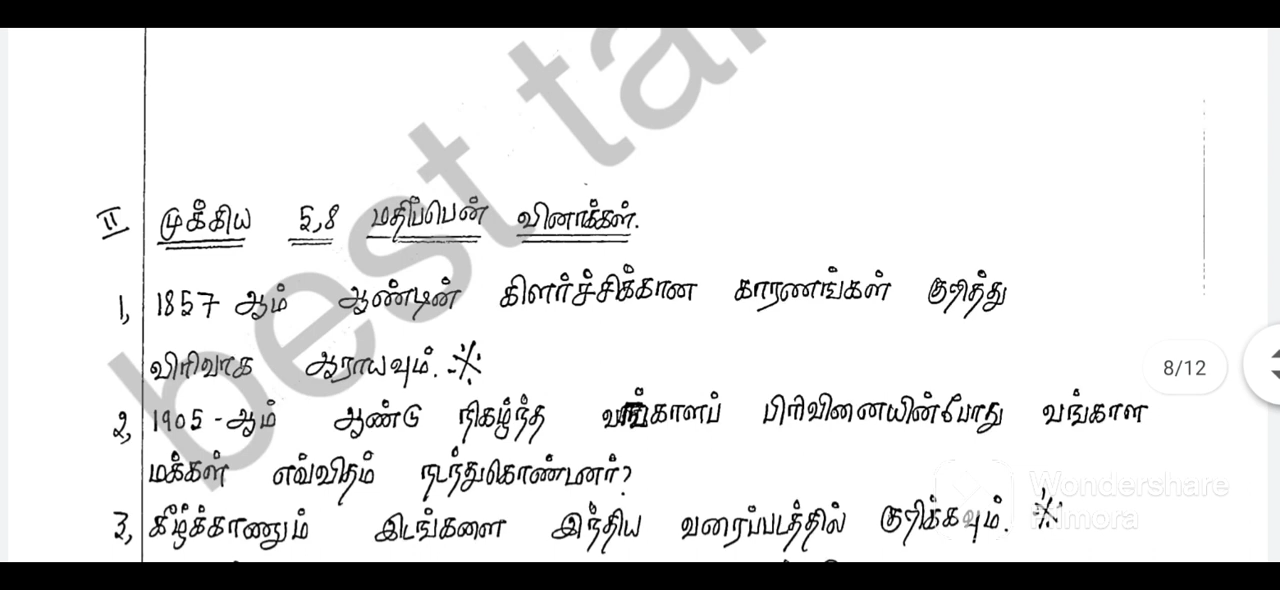 best ta
II முக்கிய 5,8 மதிப்பெண் வினாக்கள்.
1, 1857 ஆம் ஆண்டின் கிளர்ச்சிக்கான காரணங்கள் குறித்து
விரிவாக ஆராயவும்.
2, 1905 - ஆம் ஆண்டு நிகழ்ந்த வங்காளப் பிரிவினையின்போது வங்காள
மக்கள் எவ்விதம் நடந்துகொண்டனர்?
3, கீழ்க்காணும் இடங்களை இந்திய வரைப்படத்தில் குறிக்கவும்.
8/12
Wondershare
Filmora